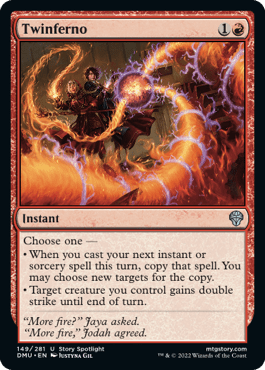 Twinferno 1
Instant
Choose one —
• When you cast your next instant or
sorcery spell this turn, copy that spell. You
may choose new targets for the copy.
• Target creature you control gains double
strike until end of turn.
“More fire?” Jaya asked.
“More fire,” Jodah agreed.
149/281 U Story Spotlight mtgstory.com
DMU • EN Justyna Gil ™ & © 2022 Wizards of the Coast